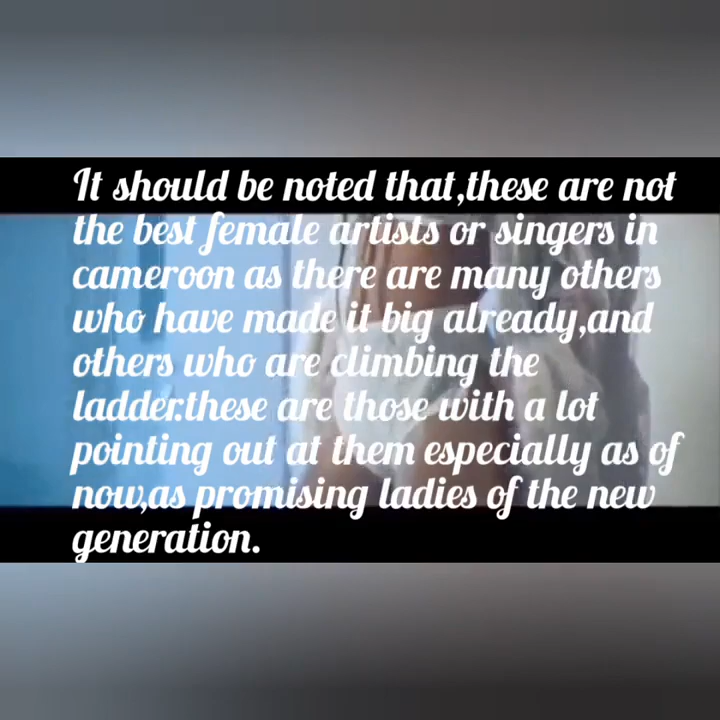 It should be noted that,these are not
the best female artists or singers in
cameroon as there are many others
who have made it big already,and
others who are climbing the
ladder.these are those with a lot
pointing out at them especially as of
now,as promising ladies of the new
generation.